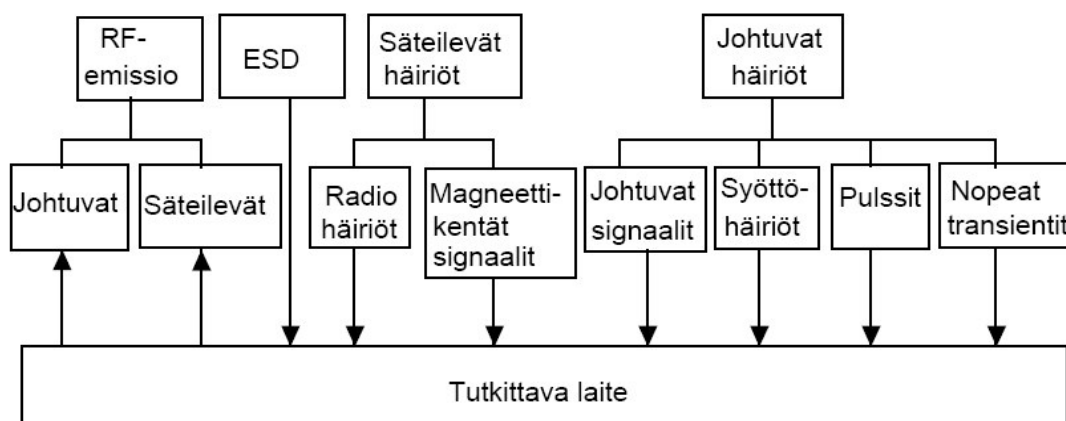 RF-
emissio
ESD
Säteilevät
häiriöt
Johtuvat
häiriöt
Johtuvat
Säteilevät
Radio
häiriöt
Magneetti-
kentät
signaalit
Johtuvat
signaalit
Syöttö-
häiriöt
Pulssit
Nopeat
transientit
Tutkittava laite